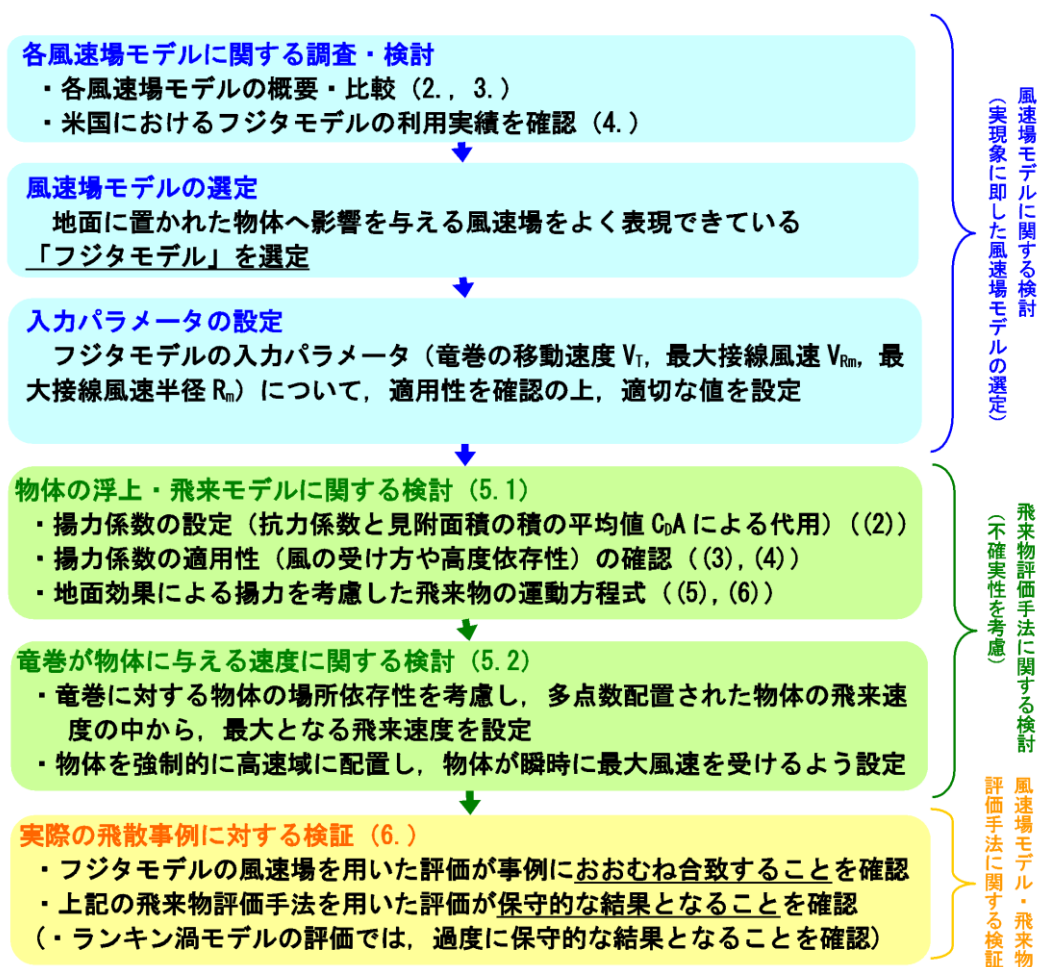 各風速場モデルに関する調査・検討
・各風速場モデルの概要・比較（2.，3.）
・米国におけるフジタモデルの利用実績を確認（4.）
風速場モデルの選定
地面に置かれた物体へ影響を与える風速場をよく表現できている
「フジタモデル」を選定
入力パラメータの設定
フジタモデルの入力パラメータ（竜巻の移動速度 VT，最大接線風速 VRm，最
大接線風速半径 Rm）について，適用性を確認の上，適切な値を設定
風速場モデルに関する検討
（実現象に即した風速場モデルの選定）
物体の浮上・飛来モデルに関する検討（5.1）
・揚力係数の設定（抗力係数と見附面積の積の平均値 CDA による代用）（(2)）
・揚力係数の適用性（風の受け方や高度依存性）の確認（(3),(4)）
・地面効果による揚力を考慮した飛来物の運動方程式（(5),(6)）
竜巻が物体に与える速度に関する検討（5.2）
・竜巻に対する物体の場所依存性を考慮し，多点数配置された物体の飛来速
度の中から，最大となる飛来速度を設定
・物体を強制的に高速域に配置し，物体が瞬時に最大風速を受けるよう設定
飛来物評価手法に関する検討
（不確実性を考慮）
実際の飛散事例に対する検証（6.）
・フジタモデルの風速場を用いた評価が事例におおむね合致することを確認
・上記の飛来物評価手法を用いた評価が保守的な結果となることを確認
（・ランキン渦モデルの評価では，過度に保守的な結果となることを確認）
風速場モデル・飛来物
評価手法に関する検証